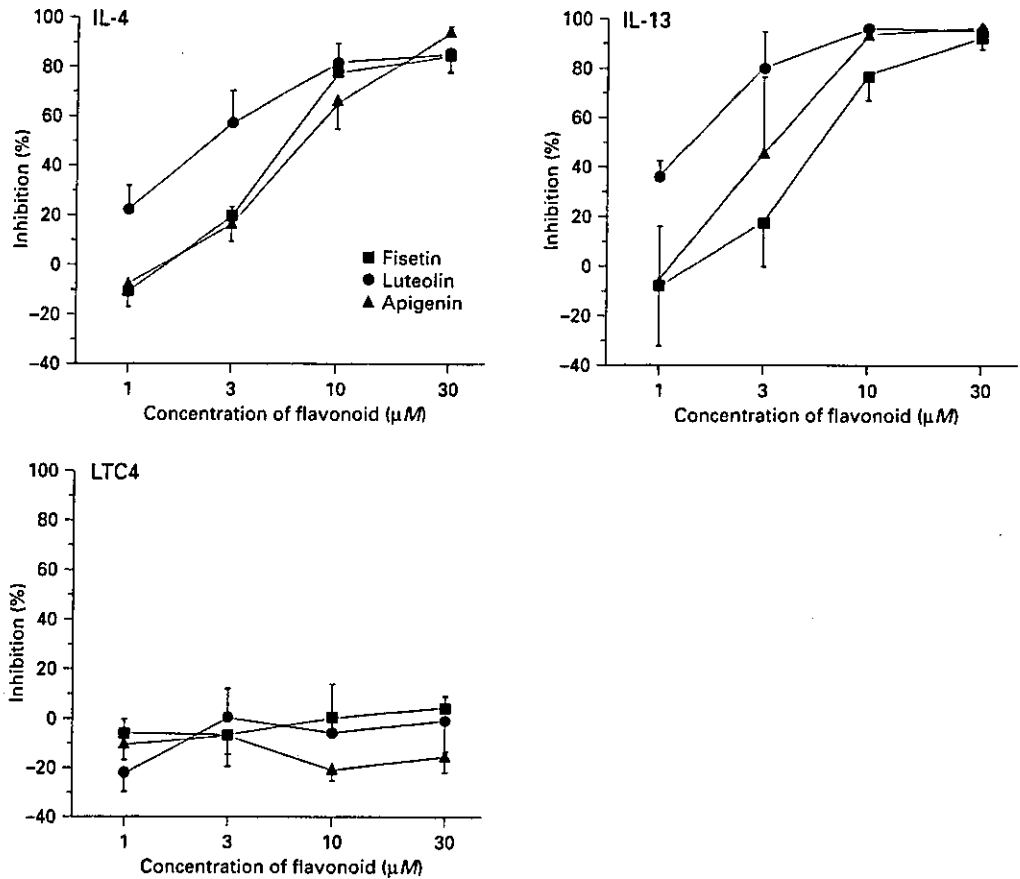 IL-4
100
80
60
40
20
0
–20
–40
Inhibition (%)
Fisetin
Luteolin
Apigenin
1 3 10 30
Concentration of flavonoid (μM)
IL-13
100
80
60
40
20
0
–20
–40
Inhibition (%)
1 3 10 30
Concentration of flavonoid (μM)
LTC4
100
80
60
40
20
0
–20
–40
Inhibition (%)
1 3 10 30
Concentration of flavonoid (μM)